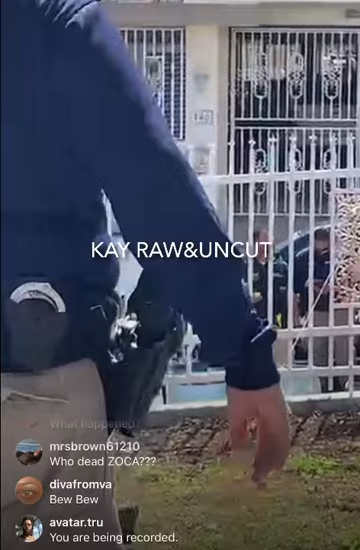 KAY RAW&UNCUT
What happened?
mrsbrown61210
Who dead ZOCA???
divafromva
Bew Bew
avatar.tru
You are being recorded.